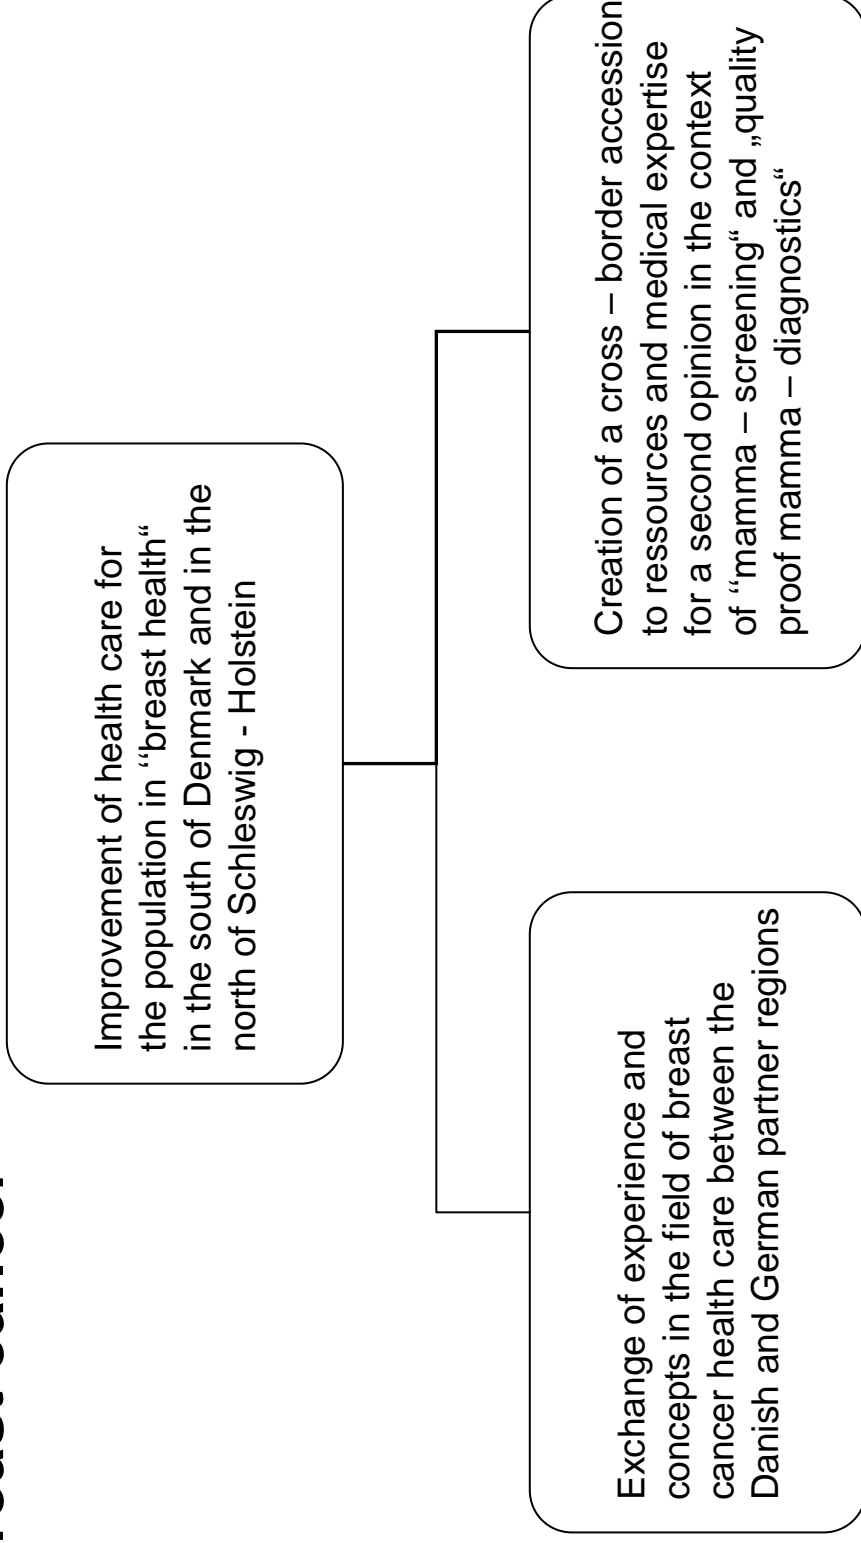 Improvement of health care for
the population in “breast health“
in the south of Denmark and in the
north of Schleswig - Holstein
Exchange of experience and
concepts in the field of breast
cancer health care between the
Danish and German partner regions
Creation of a cross – border accession
to ressources and medical expertise
for a second opinion in the context
of “mamma – screening“ and „quality
proof mamma – diagnostics“